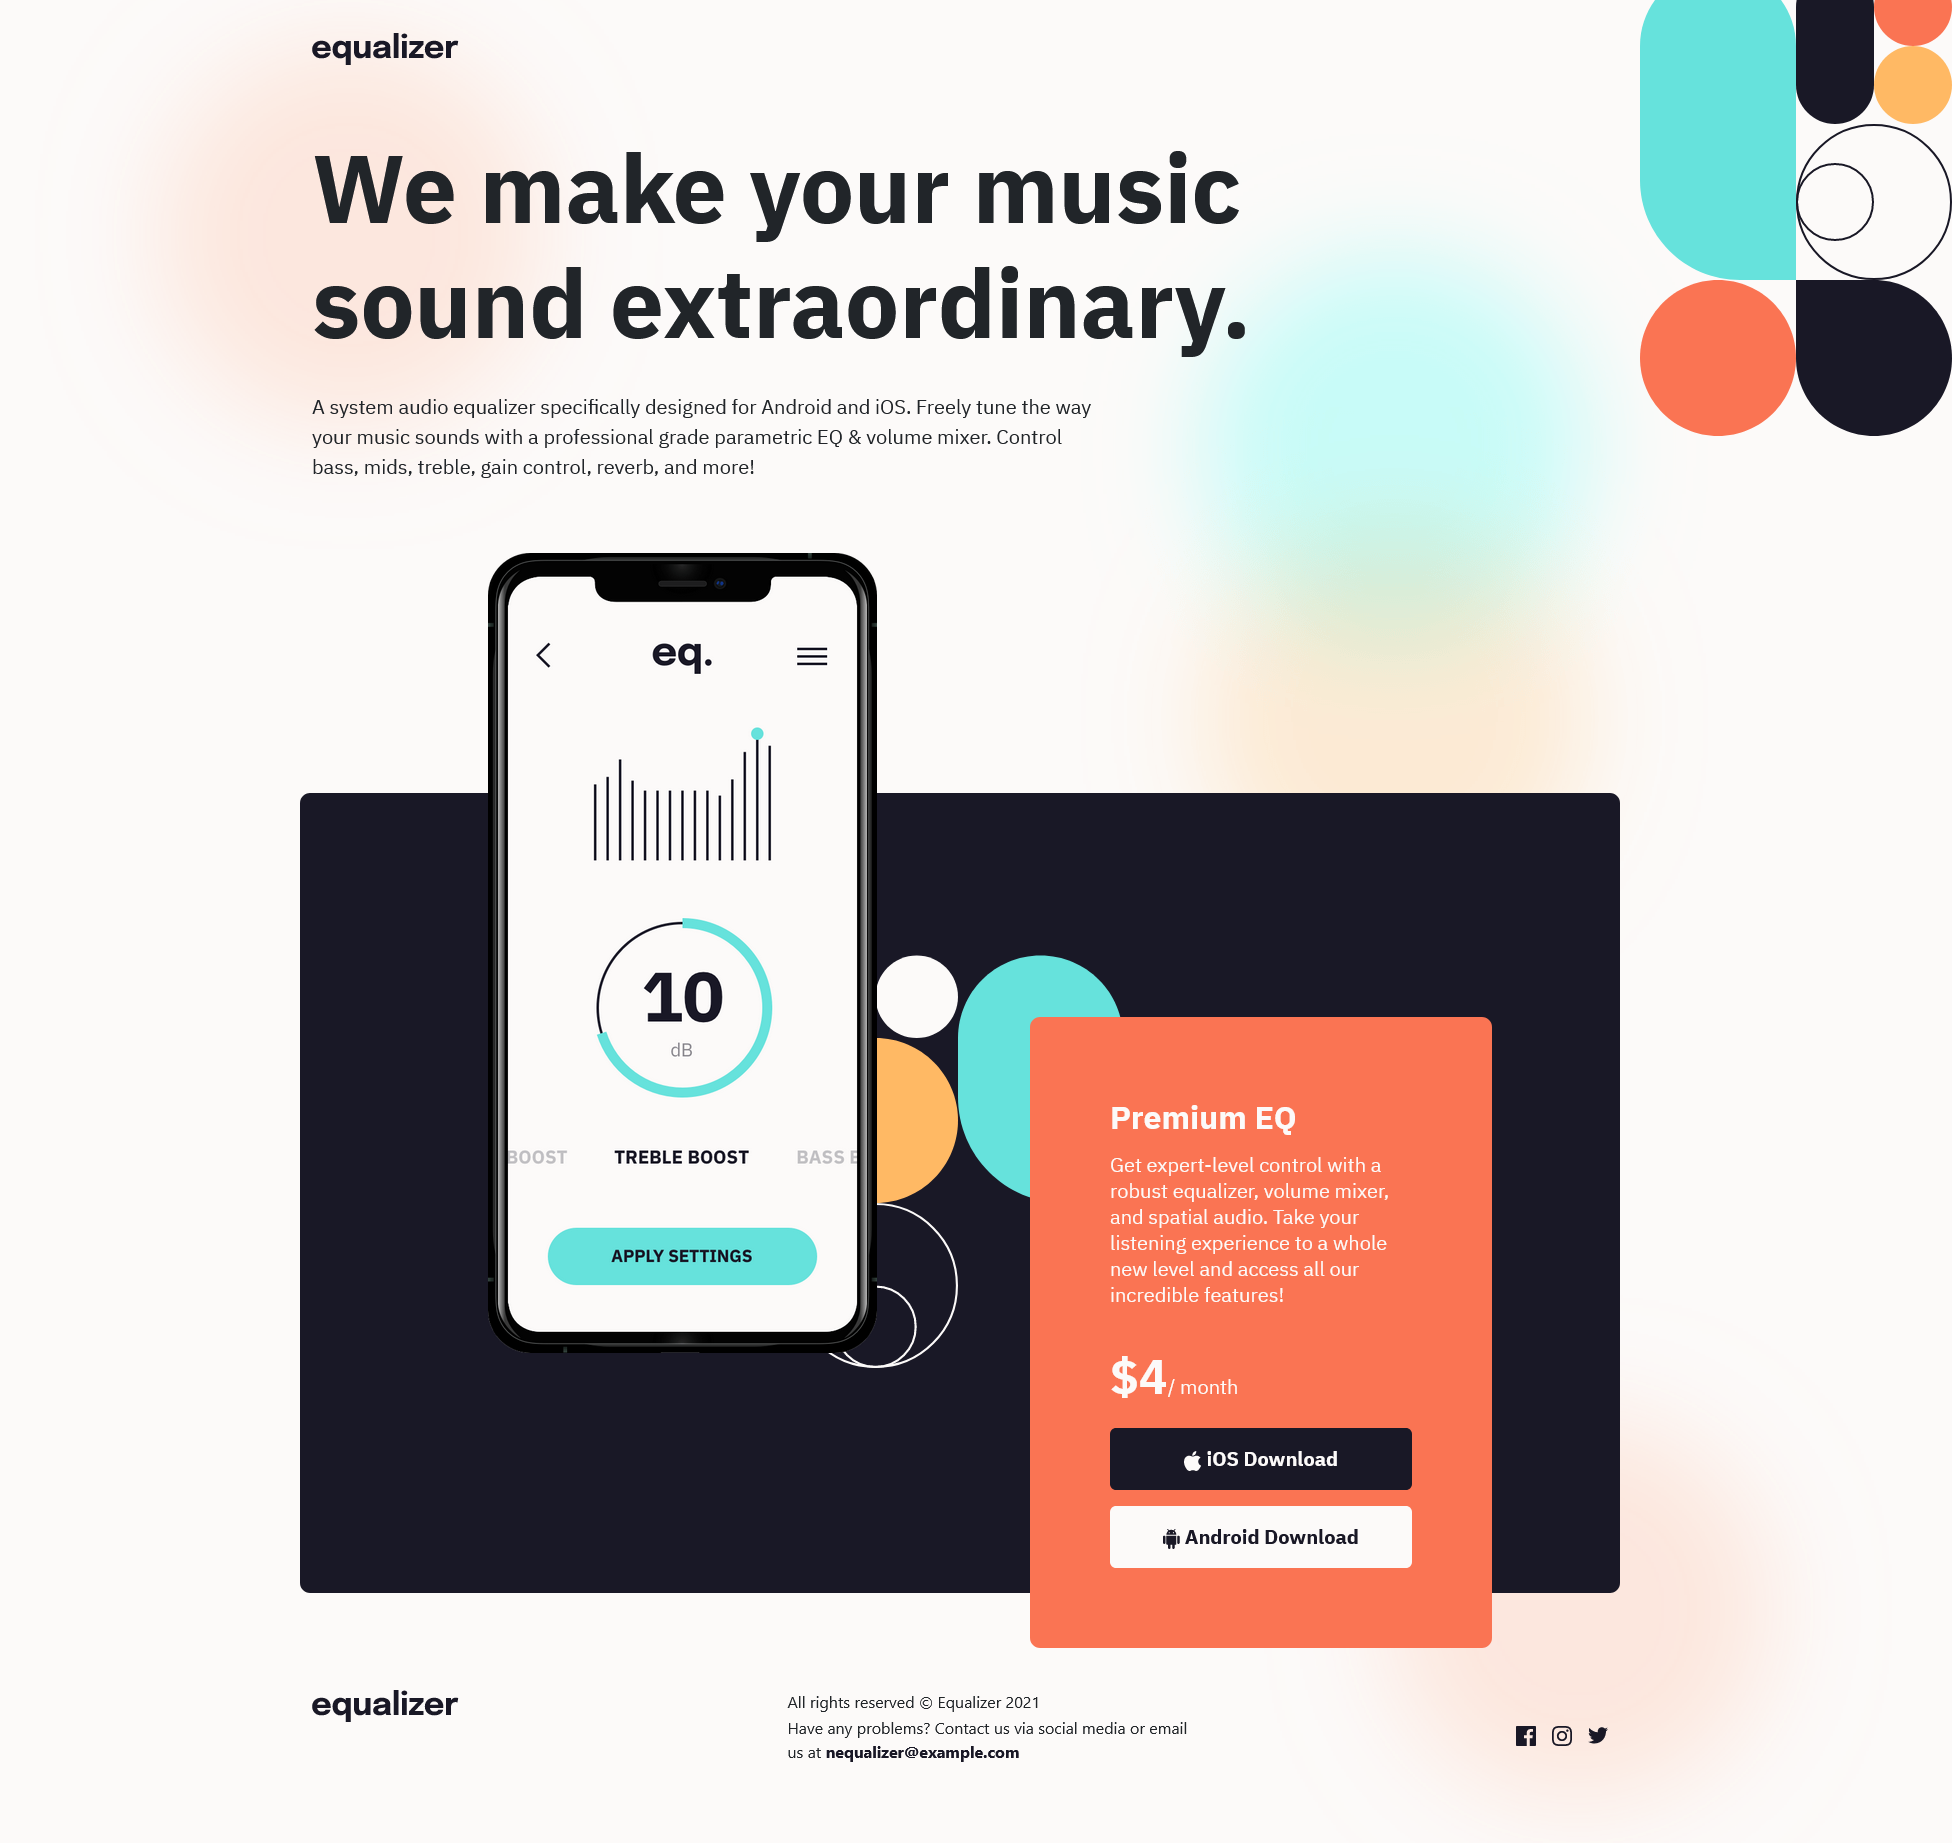 equalizer
We make your music
sound extraordinary.
A system audio equalizer specifically designed for Android and iOS. Freely tune the way
your music sounds with a professional grade parametric EQ & volume mixer. Control
bass, mids, treble, gain control, reverb, and more!
eq.
10
dB
BOOST TREBLE BOOST BASS B
APPLY SETTINGS
Premium EQ
Get expert-level control with a
robust equalizer, volume mixer,
and spatial audio. Take your
listening experience to a whole
new level and access all our
incredible features!
$4/ month
iOS Download
Android Download
equalizer
All rights reserved © Equalizer 2021
Have any problems? Contact us via social media or email
us at nequalizer@example.com